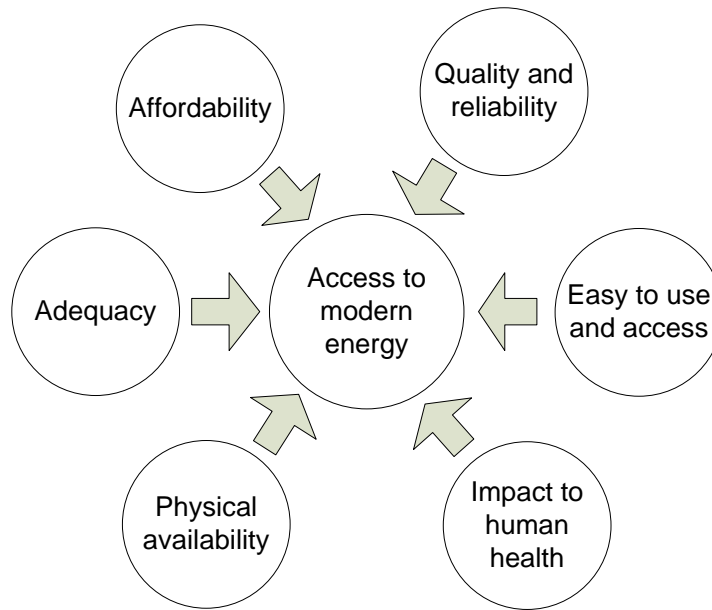 Affordability
Quality and
reliability
Adequacy
Access to
modern
energy
Easy to use
and access
Physical
availability
Impact to
human
health